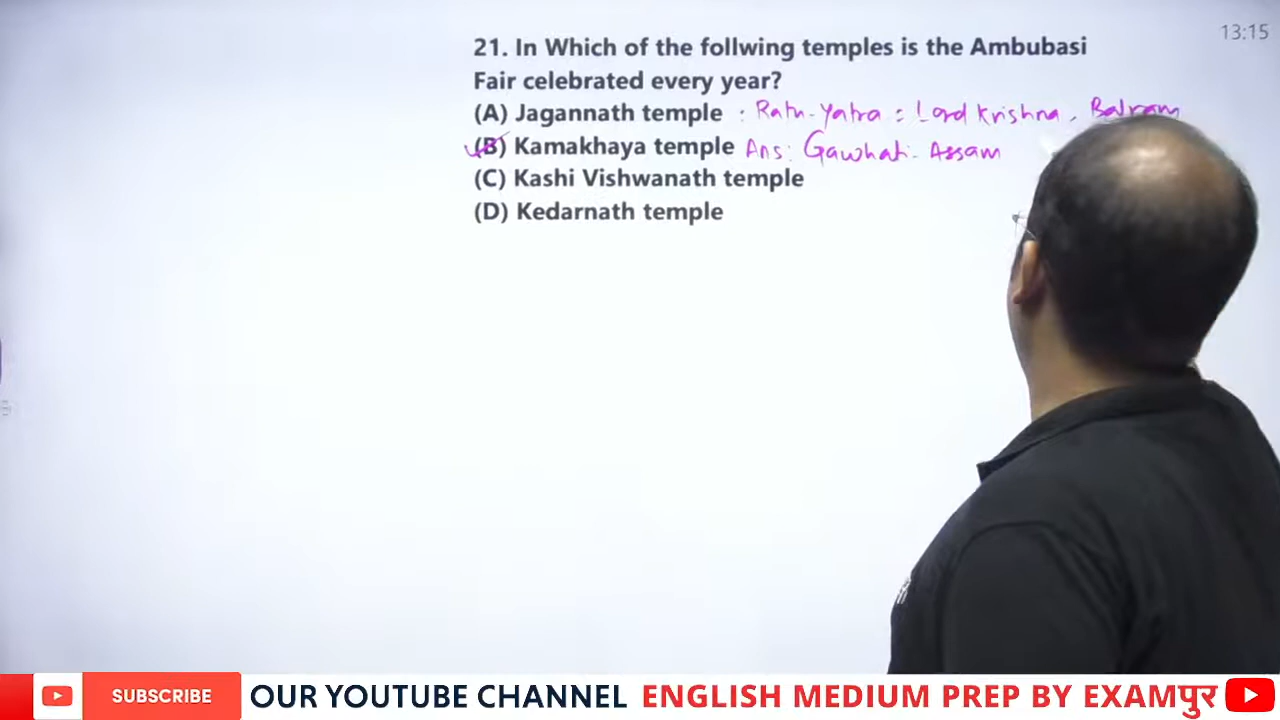 13:15
21. In Which of the follwing temples is the Ambubasi
Fair celebrated every year?
(A) Jagannath temple : Rath-Yatra : Lord Krishna, Balram
(B) Kamakhaya temple Ans: Gawhati - Assam
(C) Kashi Vishwanath temple
(D) Kedarnath temple
SUBSCRIBE OUR YOUTUBE CHANNEL ENGLISH MEDIUM PREP BY EXAMपुर